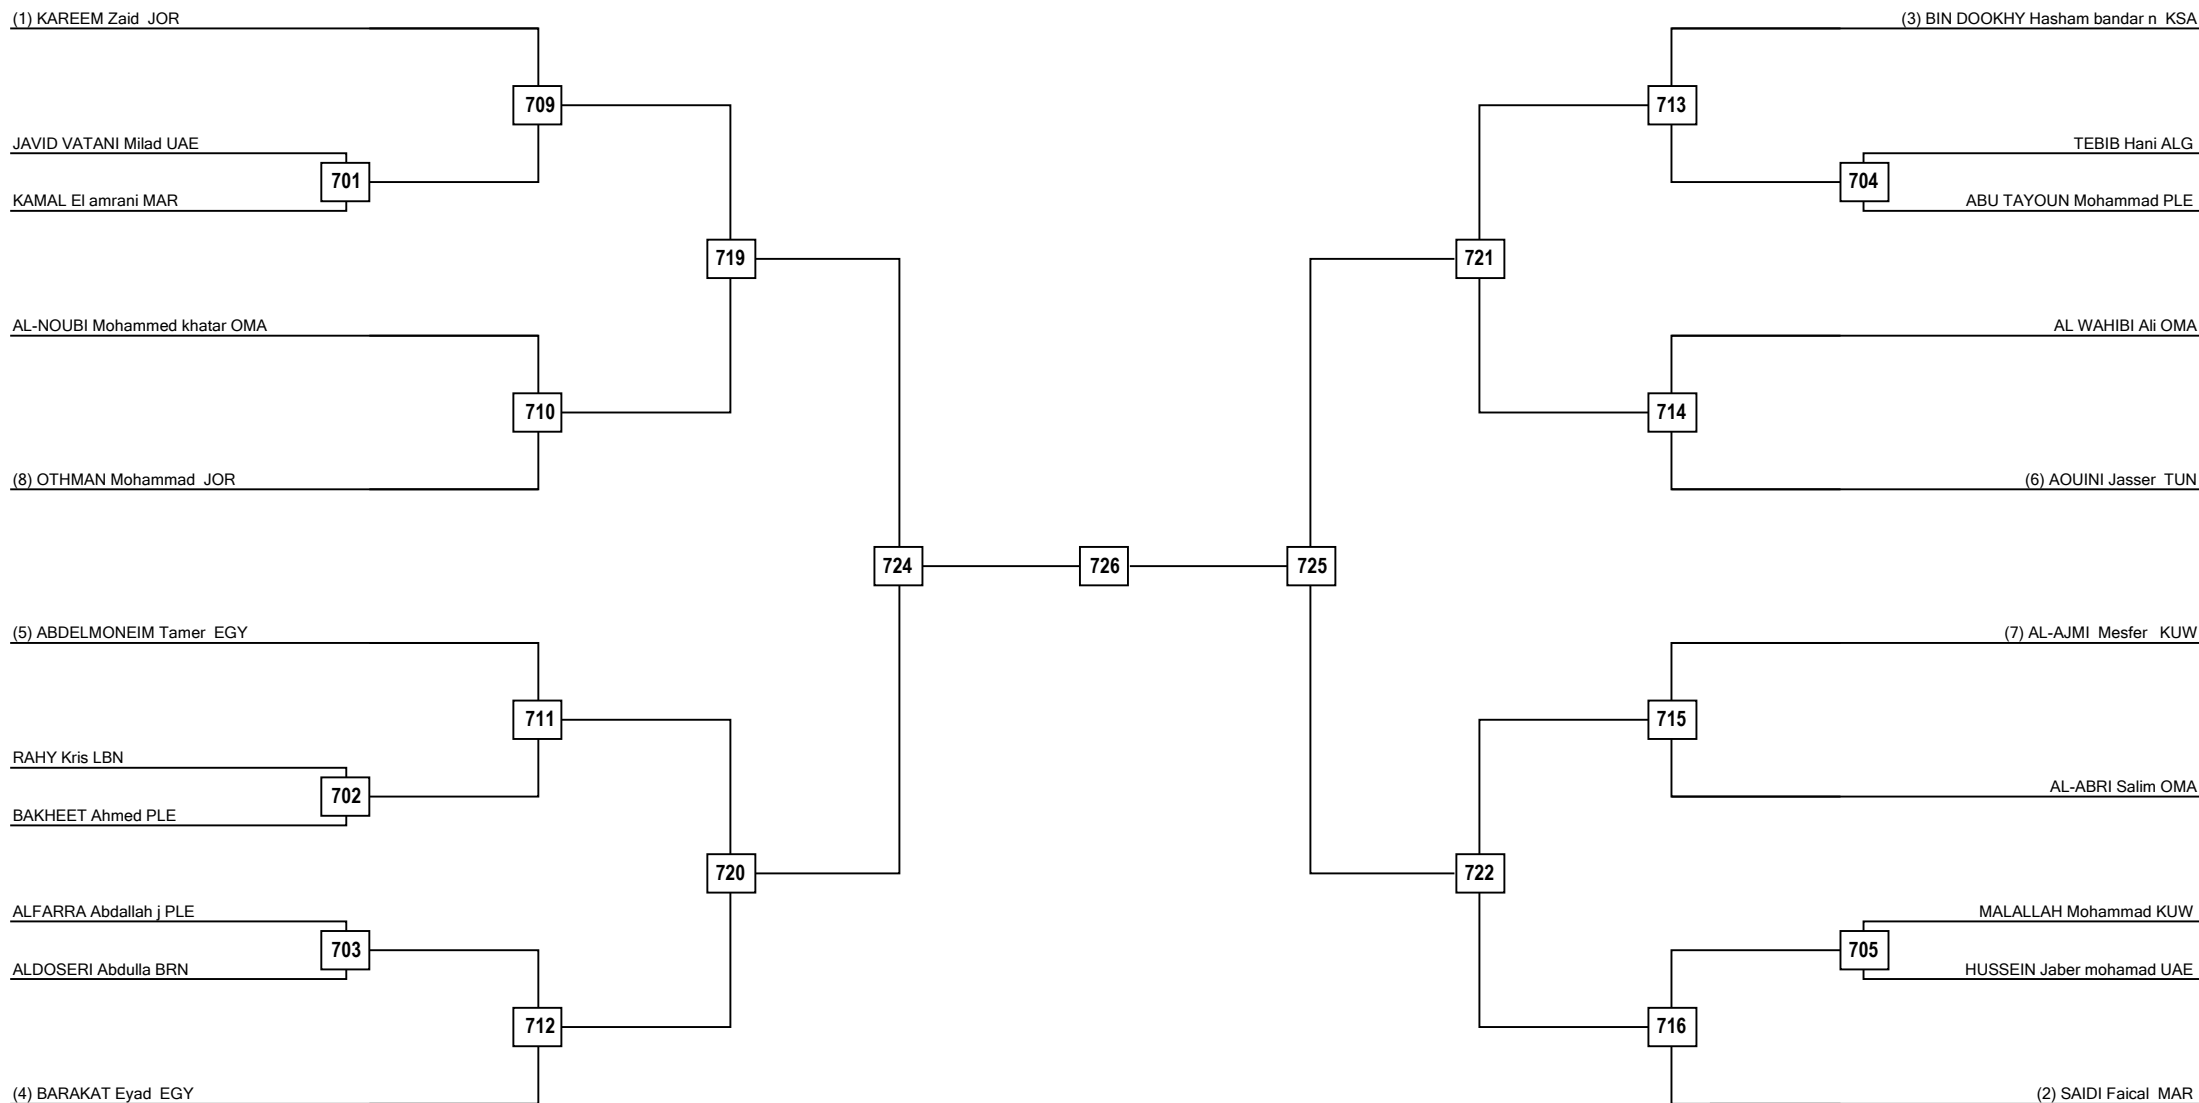 (1) KAREEM Zaid JOR
(3) BIN DOOKHY Hasham bandar n KSA
709
713
JAVID VATANI Milad UAE
TEBIB Hani ALG
701
704
KAMAL El amrani MAR
ABU TAYOUN Mohammad PLE
719
721
AL-NOUBI Mohammed khatar OMA
AL WAHIBI Ali OMA
710
714
(8) OTHMAN Mohammad JOR
(6) AOUINI Jasser TUN
724
726
725
(5) ABDELMONEIM Tamer EGY
(7) AL-AJMI Mesfer KUW
711
715
RAHY Kris LBN
AL-ABRI Salim OMA
702
BAKHEET Ahmed PLE
720
722
ALFARRA Abdallah j PLE
MALALLAH Mohammad KUW
703
705
ALDOSERI Abdulla BRN
HUSSEIN Jaber mohamad UAE
712
716
(4) BARAKAT Eyad EGY
(2) SAIDI Faical MAR